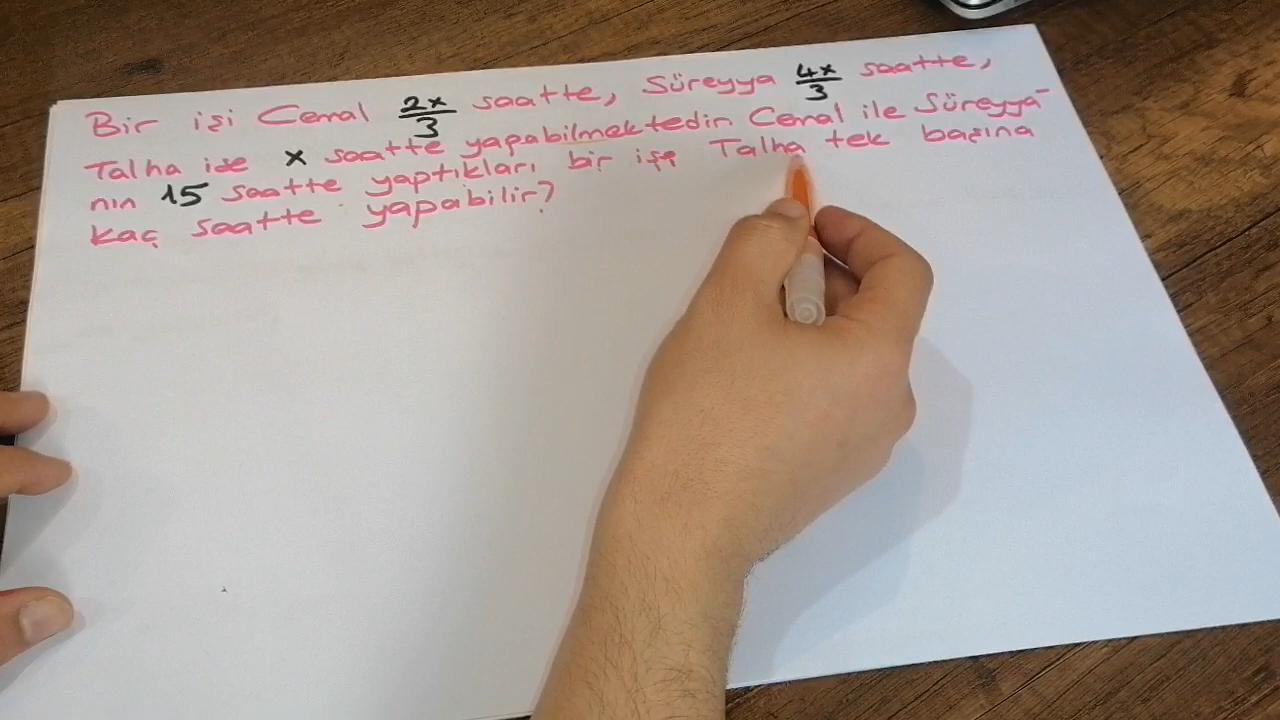 Bir işi Cemal 2x/3 saatte, Süreyya 4x/3 saatte,
Talha ise x saatte yapabilmektedir Cemal ile Süreyya-
nın 15 saatte yaptıkları bir işi Talha tek başına
kaç saatte yapabilir?